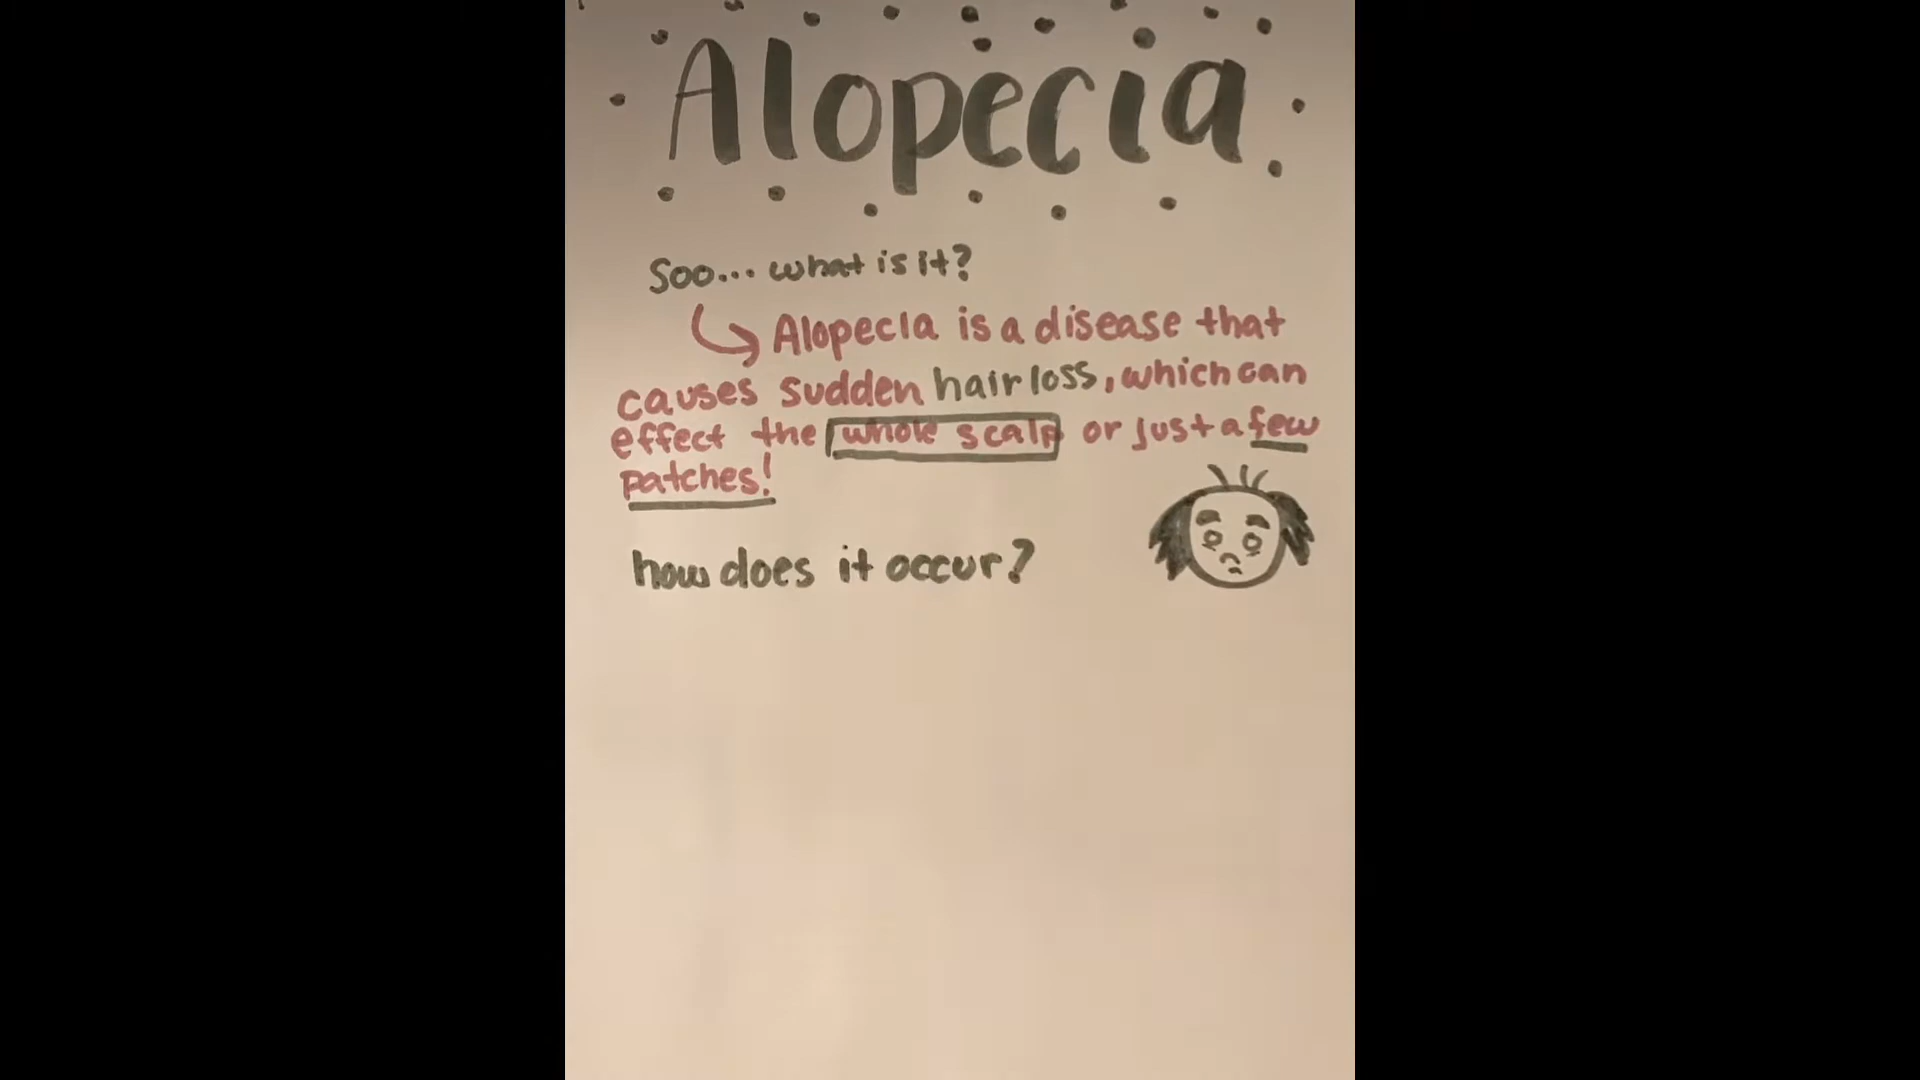 Alopecia
Soo... what is it?
Alopecia is a disease that
causes sudden hair loss, which can
effect the whole scalp or just a few
patches!
how does it occur?